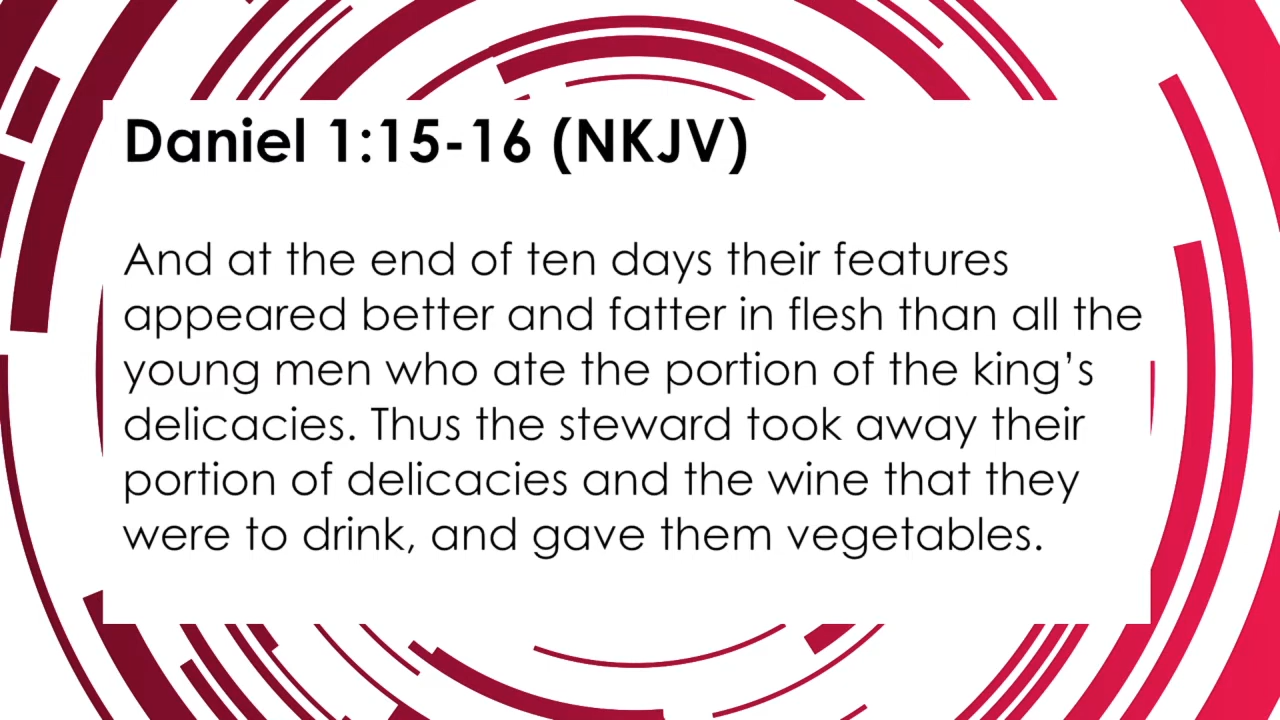 Daniel 1:15-16 (NKJV)
And at the end of ten days their features
appeared better and fatter in flesh than all the
young men who ate the portion of the king’s
delicacies. Thus the steward took away their
portion of delicacies and the wine that they
were to drink, and gave them vegetables.